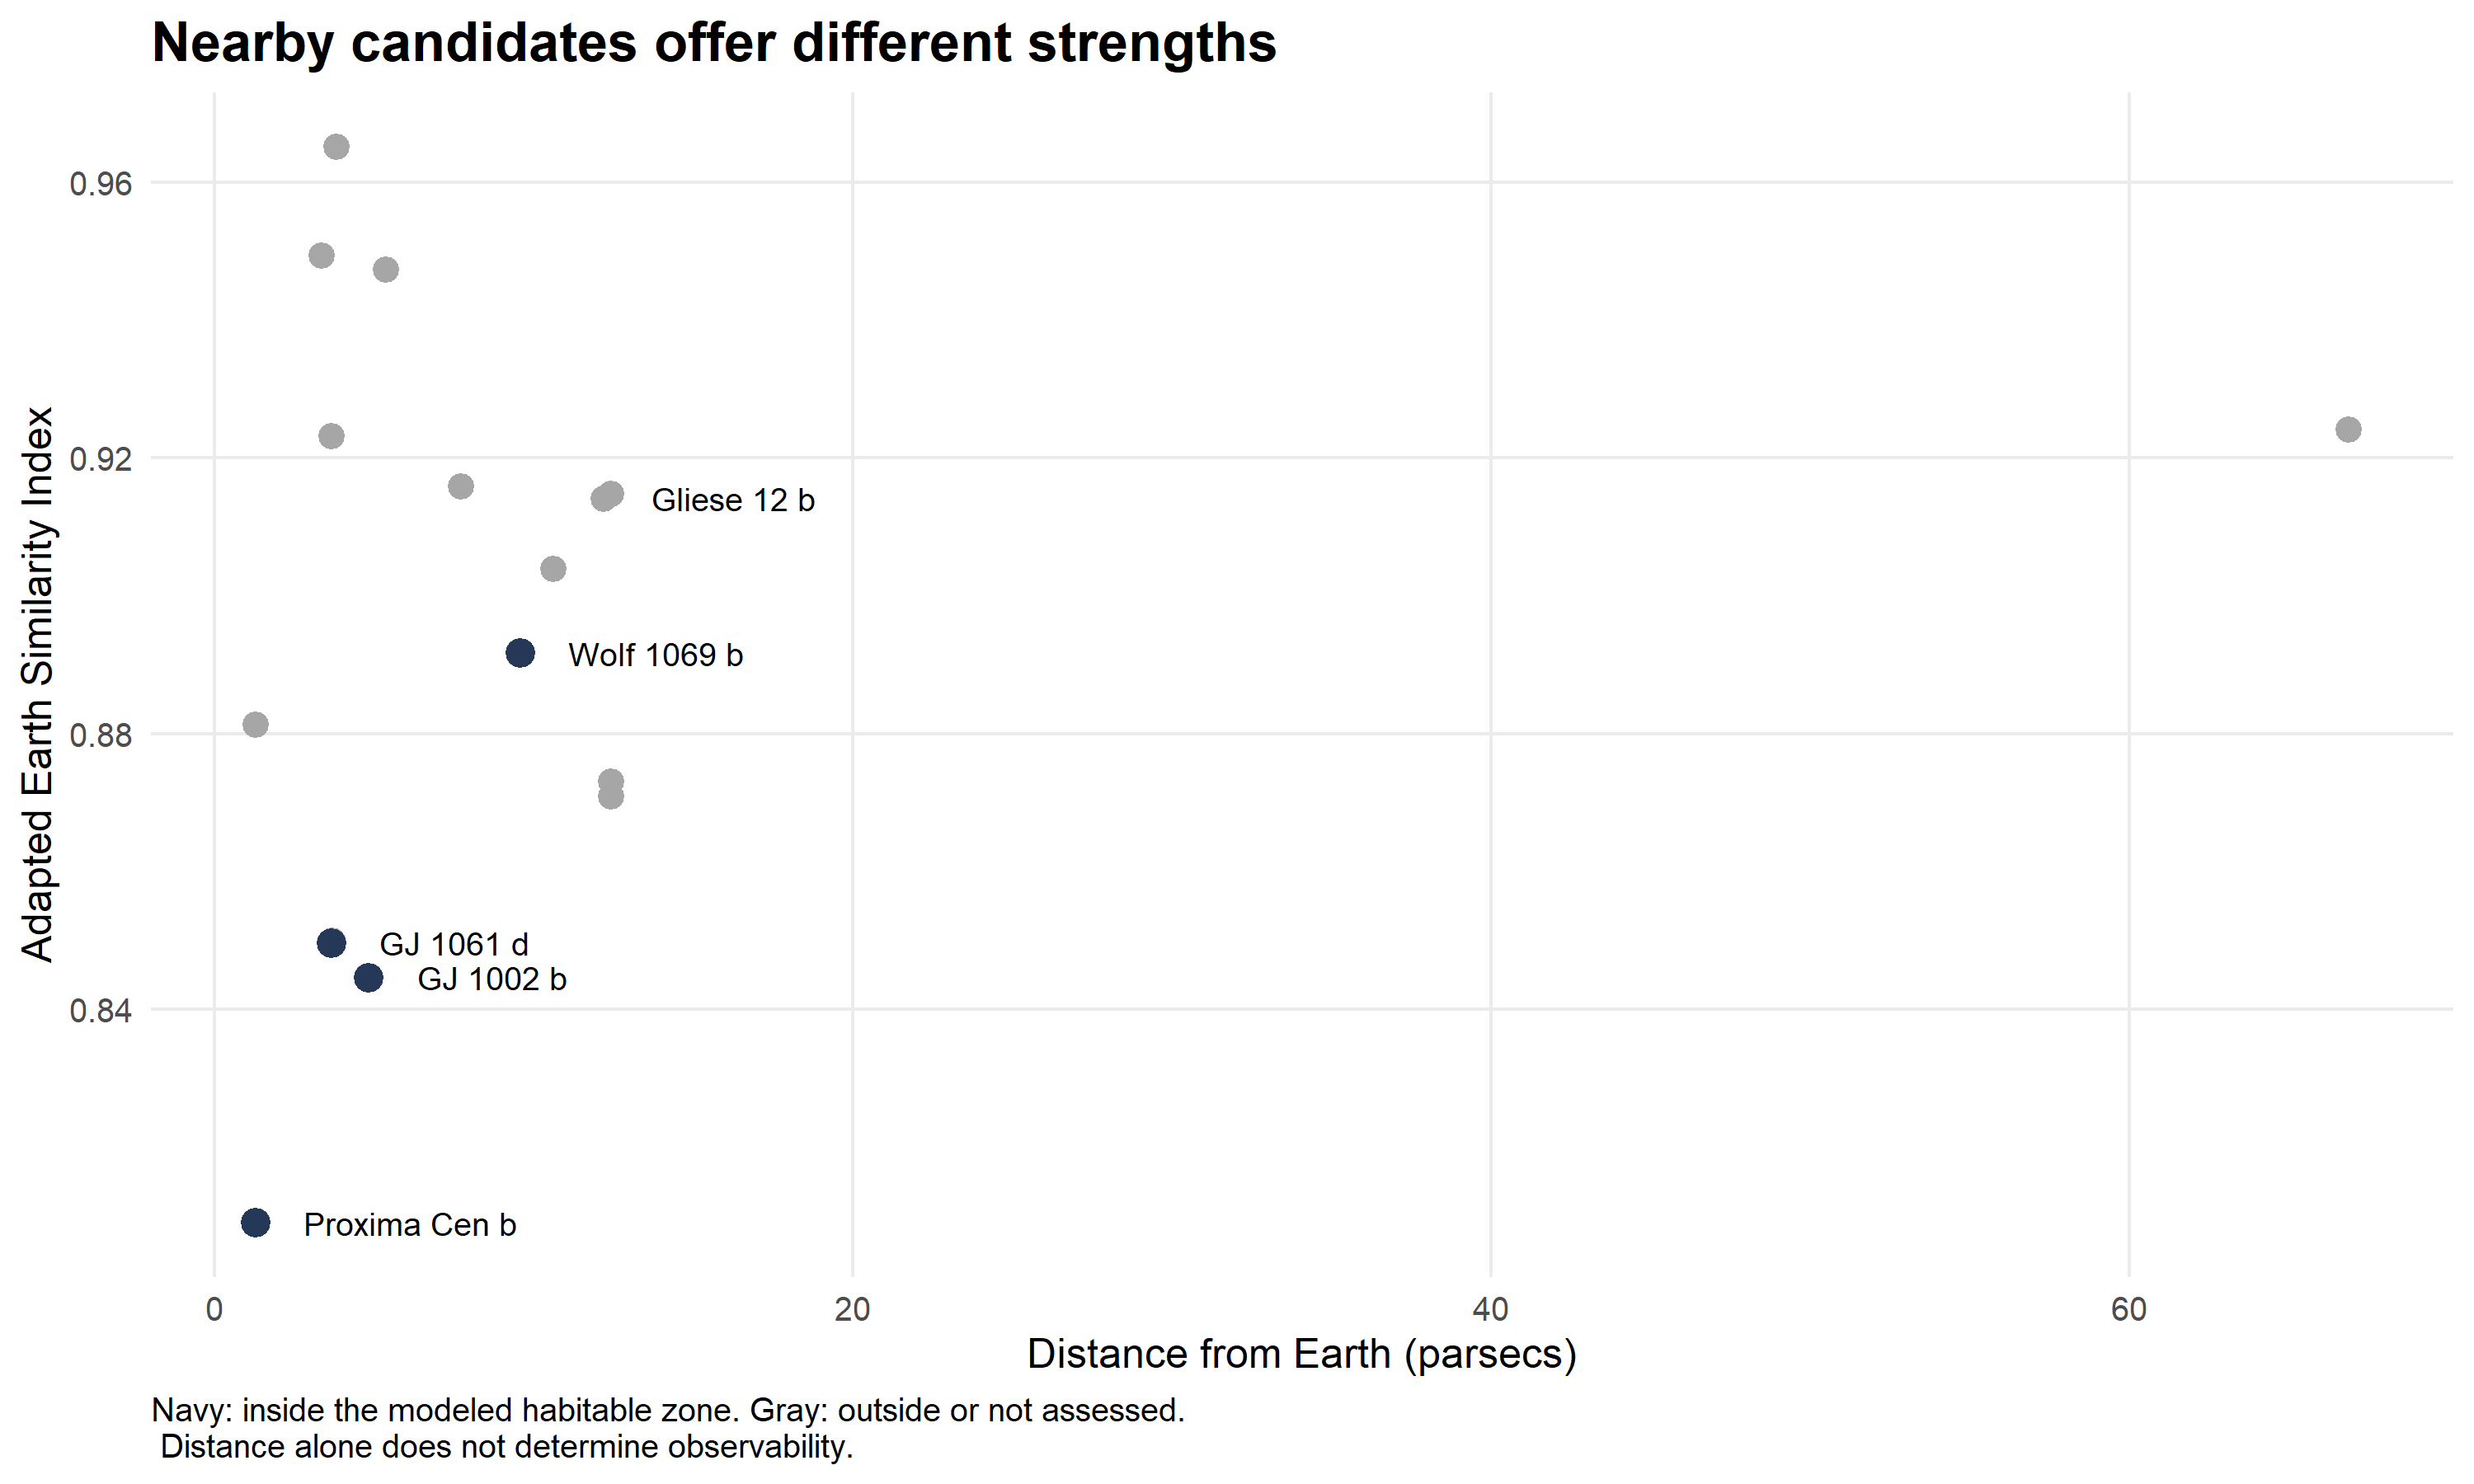 Nearby candidates offer different strengths
Adapted Earth Similarity Index
0.96
0.92
0.88
0.84
Gliese 12 b
Wolf 1069 b
GJ 1061 d
GJ 1002 b
Proxima Cen b
0
20
40
60
Distance from Earth (parsecs)
Navy: inside the modeled habitable zone. Gray: outside or not assessed.
Distance alone does not determine observability.